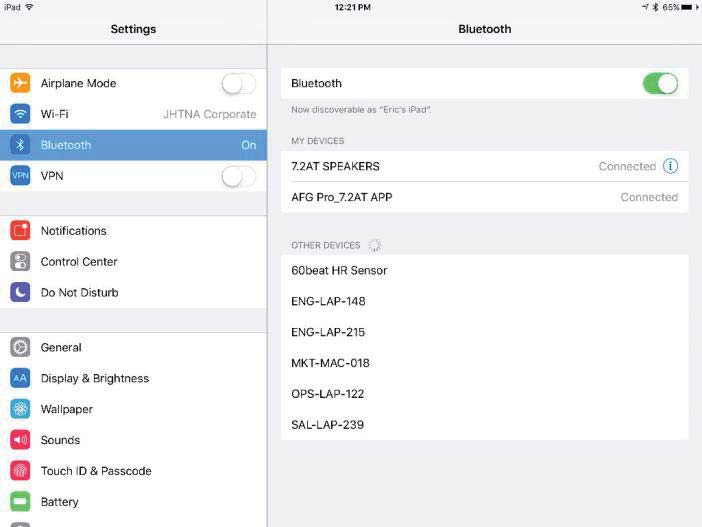 iPad
12:21 PM
65%
Settings
Airplane Mode
Wi-Fi JHTNA Corporate
Bluetooth On
VPN VPN
Notifications
Control Center
Do Not Disturb
General
AA Display & Brightness
Wallpaper
Sounds
Touch ID & Passcode
Battery
Bluetooth
Bluetooth
Now discoverable as “Eric's iPad”.
MY DEVICES
7.2AT SPEAKERS Connected i
AFG Pro_7.2AT APP Connected
OTHER DEVICES
60beat HR Sensor
ENG-LAP-148
ENG-LAP-215
MKT-MAC-018
OPS-LAP-122
SAL-LAP-239